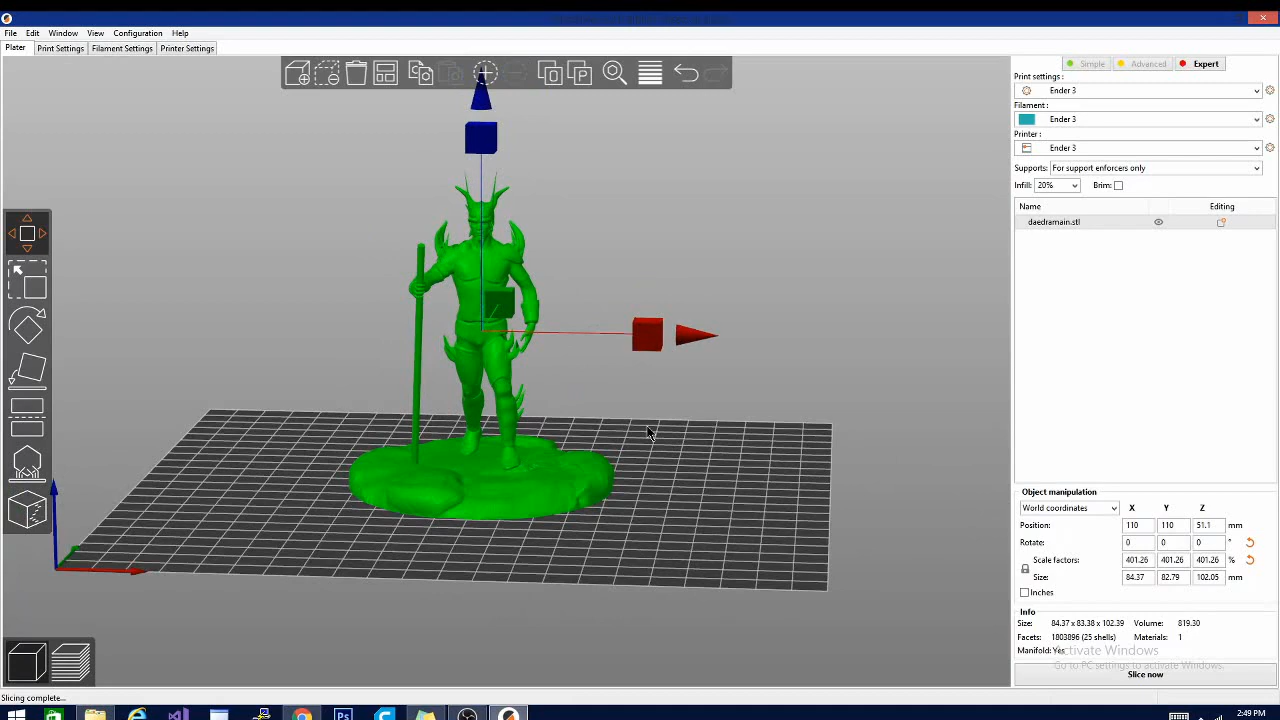 File Edit Window View Configuration Help
Plater Print Settings Filament Settings Printer Settings
Simple Advanced Expert
Print settings :
Ender 3
Filament :
Ender 3
Printer :
Ender 3
Supports: For support enforcers only
Infill: 20% Brim:
Name Editing
daedramain.stl
Object manipulation
World coordinates X Y Z
Position: 110 110 51.1 mm
Rotate: 0 0 0 °
Scale factors: 401.26 401.26 401.26 %
Size: 84.37 82.79 102.05 mm
Inches
Info
Size: 84.37 x 83.38 x 102.39 Volume: 819.30
Facets: 1803896 (25 shells) Materials: 1
Manifold: Yes
Activate Windows
Go to PC settings to activate Windows.
Slice now
Slicing complete...
2:49 PM